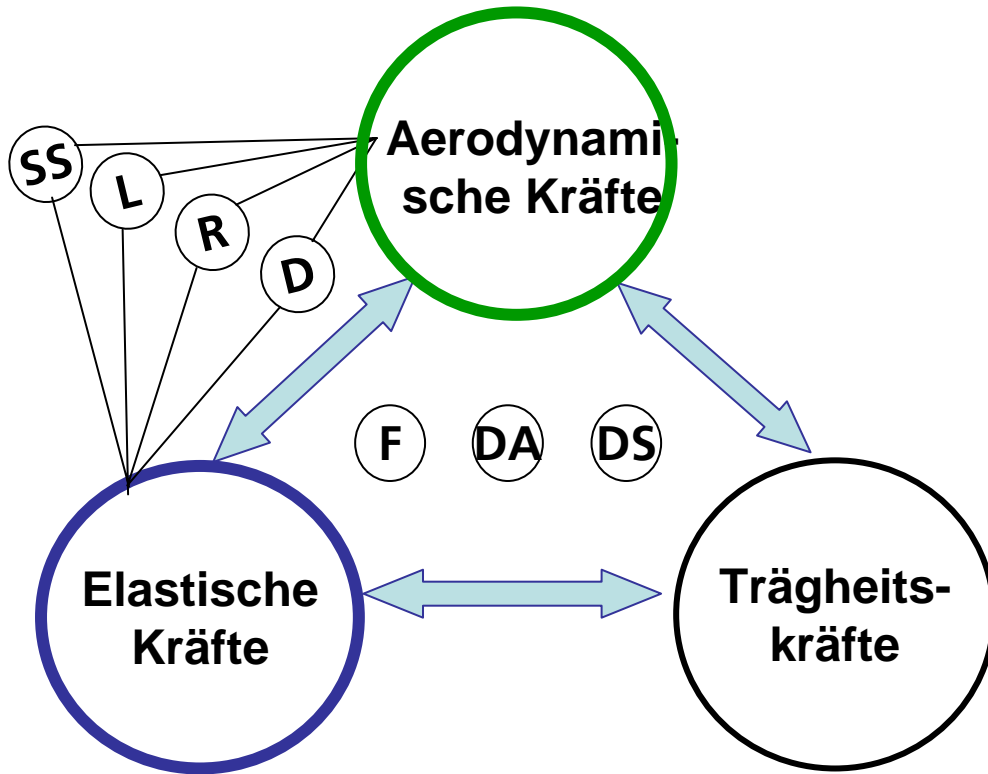 Aerodynami-
sche Kräfte
SS
L
R
D
F DA DS
Elastische
Kräfte
Trägheits-
kräfte